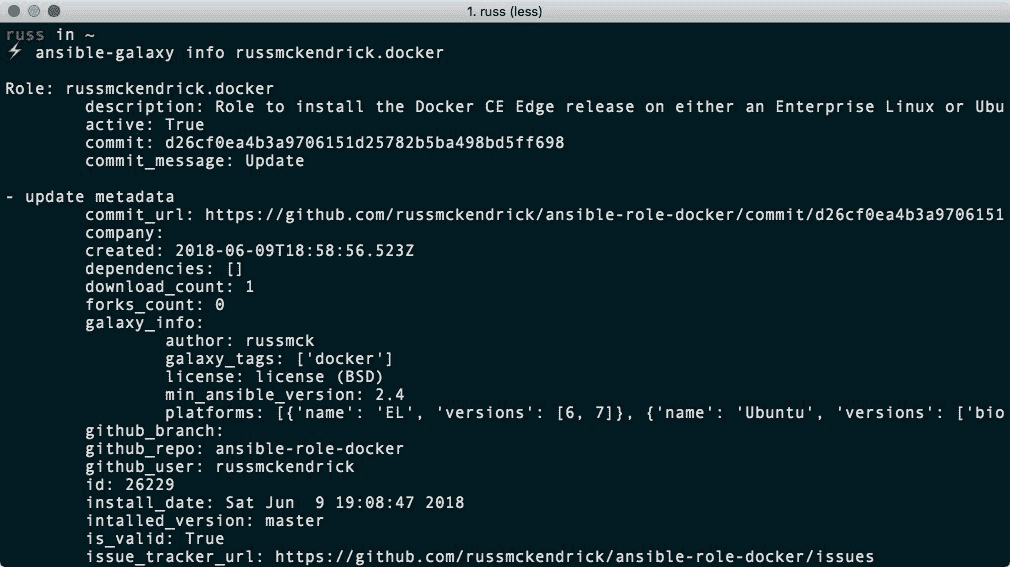 1. russ (less)
russ in ~
⚡ ansible-galaxy info russmckendrick.docker
Role: russmckendrick.docker
description: Role to install the Docker CE Edge release on either an Enterprise Linux or Ubu
active: True
commit: d26cf0ea4b3a9706151d25782b5ba498bd5ff698
commit_message: Update
- update metadata
commit_url: https://github.com/russmckendrick/ansible-role-docker/commit/d26cf0ea4b3a9706151
company:
created: 2018-06-09T18:58:56.523Z
dependencies: []
download_count: 1
forks_count: 0
galaxy_info:
author: russmck
galaxy_tags: ['docker']
license: license (BSD)
min_ansible_version: 2.4
platforms: [{'name': 'EL', 'versions': [6, 7]}, {'name': 'Ubuntu', 'versions': ['bio
github_branch:
github_repo: ansible-role-docker
github_user: russmckendrick
id: 26229
install_date: Sat Jun  9 19:08:47 2018
intalled_version: master
is_valid: True
issue_tracker_url: https://github.com/russmckendrick/ansible-role-docker/issues